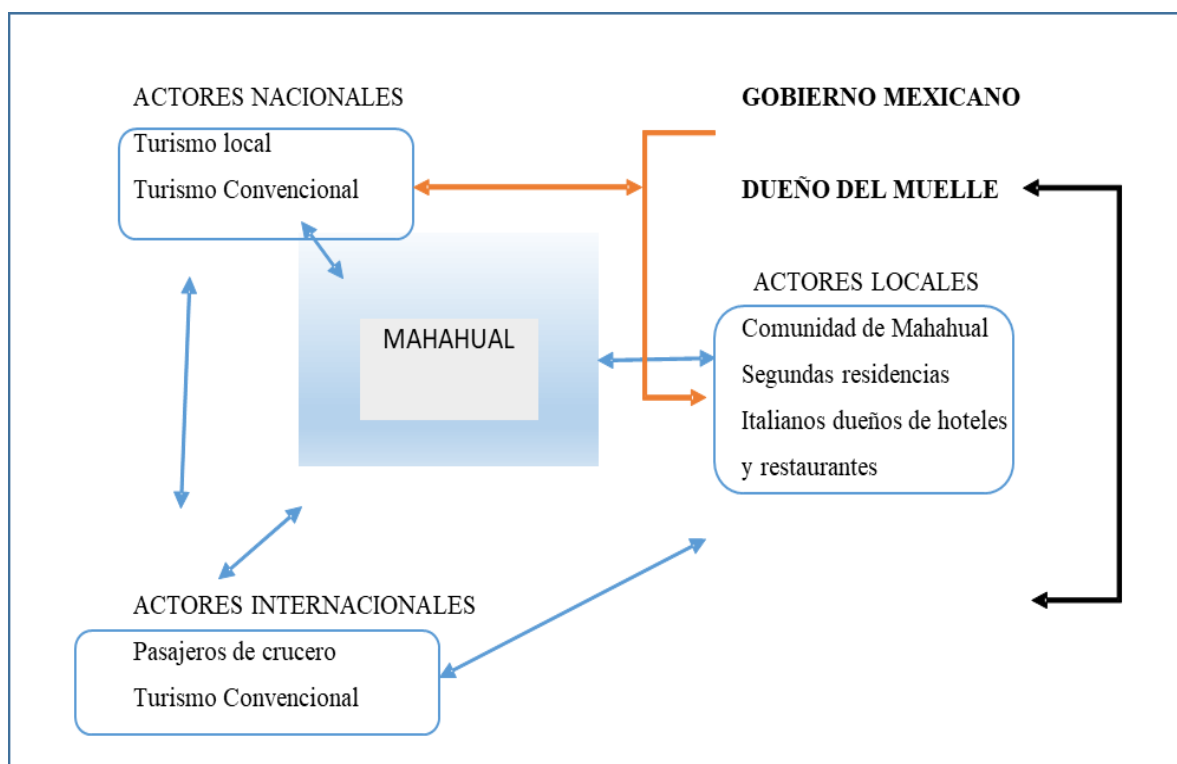 ACTORES NACIONALES
Turismo local
Turismo Convencional
GOBIERNO MEXICANO
DUEÑO DEL MUELLE
MAHAHUAL
ACTORES LOCALES
Comunidad de Mahahual
Segundas residencias
Italianos dueños de hoteles
y restaurantes
ACTORES INTERNACIONALES
Pasajeros de crucero
Turismo Convencional